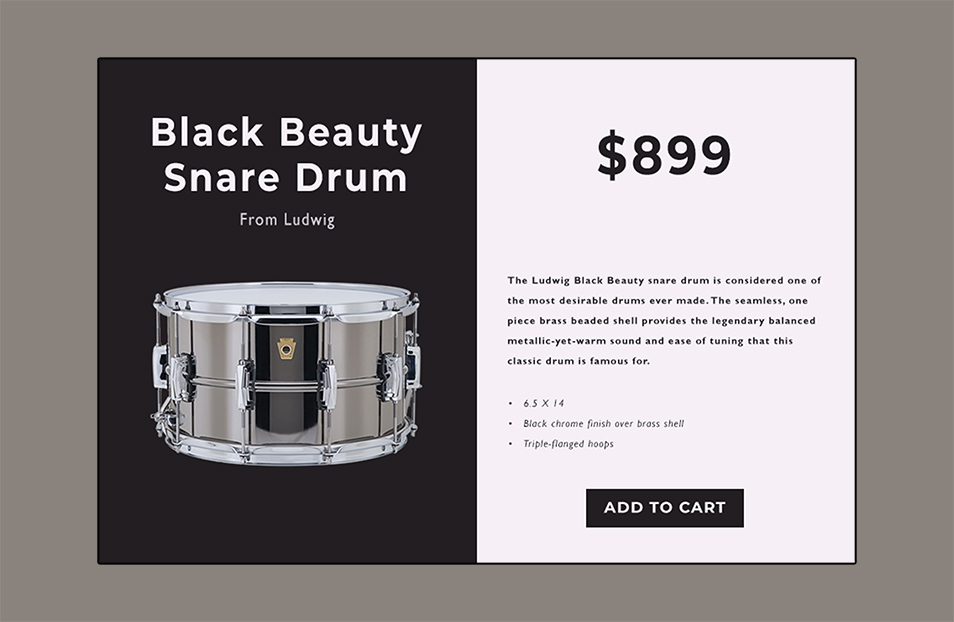 Black Beauty
Snare Drum
From Ludwig
$899
The Ludwig Black Beauty snare drum is considered one of
the most desirable drums ever made. The seamless, one
piece brass beaded shell provides the legendary balanced
metallic-yet-warm sound and ease of tuning that this
classic drum is famous for.
• 6.5 X 14
• Black chrome finish over brass shell
• Triple-flanged hoops
ADD TO CART